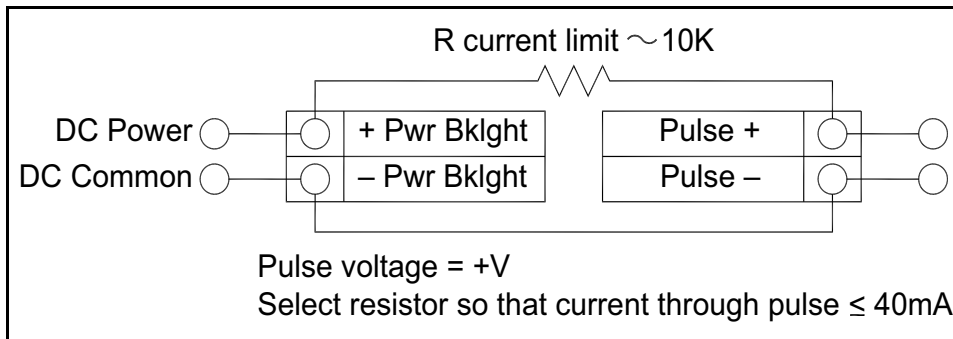 R current limit ～10K
DC Power
+ Pwr Bklght
Pulse +
DC Common
– Pwr Bklght
Pulse –
Pulse voltage = +V
Select resistor so that current through pulse ≤ 40mA